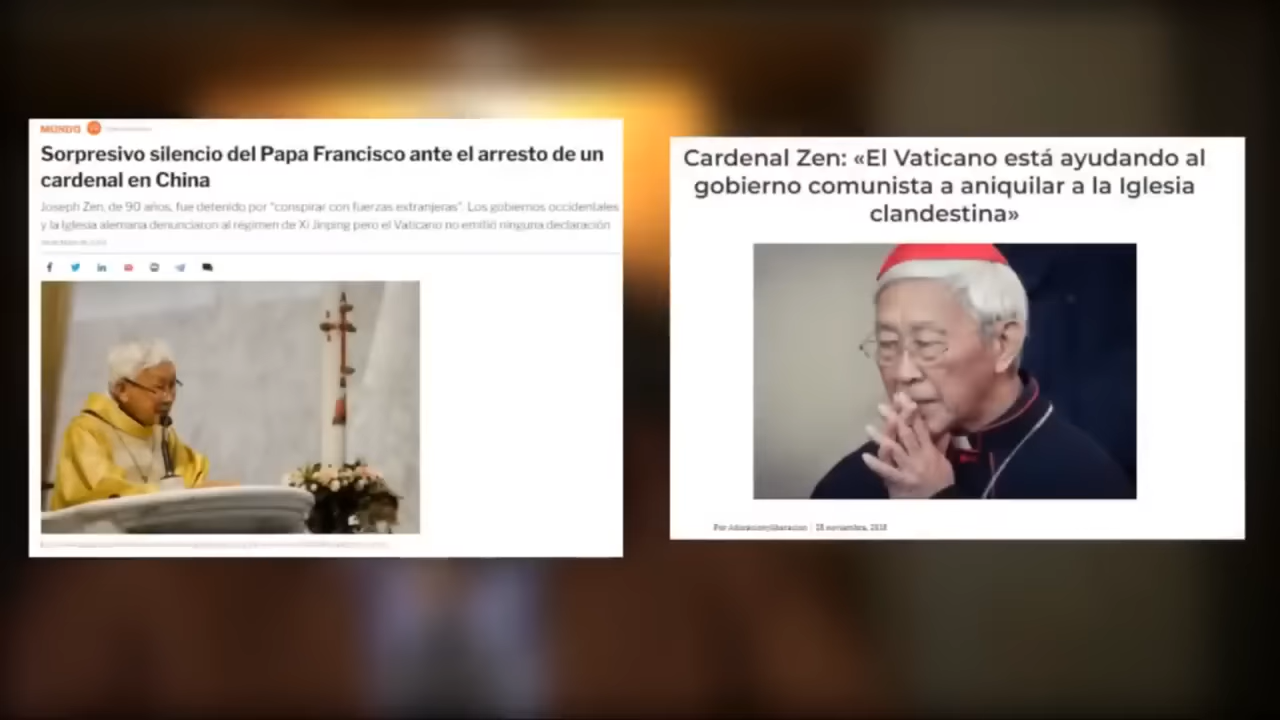 MUNDO
Sorpresivo silencio del Papa Francisco ante el arresto de un
cardenal en China
Joseph Zen, de 90 años, fue detenido por "conspirar con fuerzas extranjeras". Los gobiernos occidentales
y la Iglesia alemana denunciaron al régimen de Xi Jinping pero el Vaticano no emitió ninguna declaración
Cardenal Zen: «El Vaticano está ayudando al
gobierno comunista a aniquilar a la Iglesia
clandestina»
Por